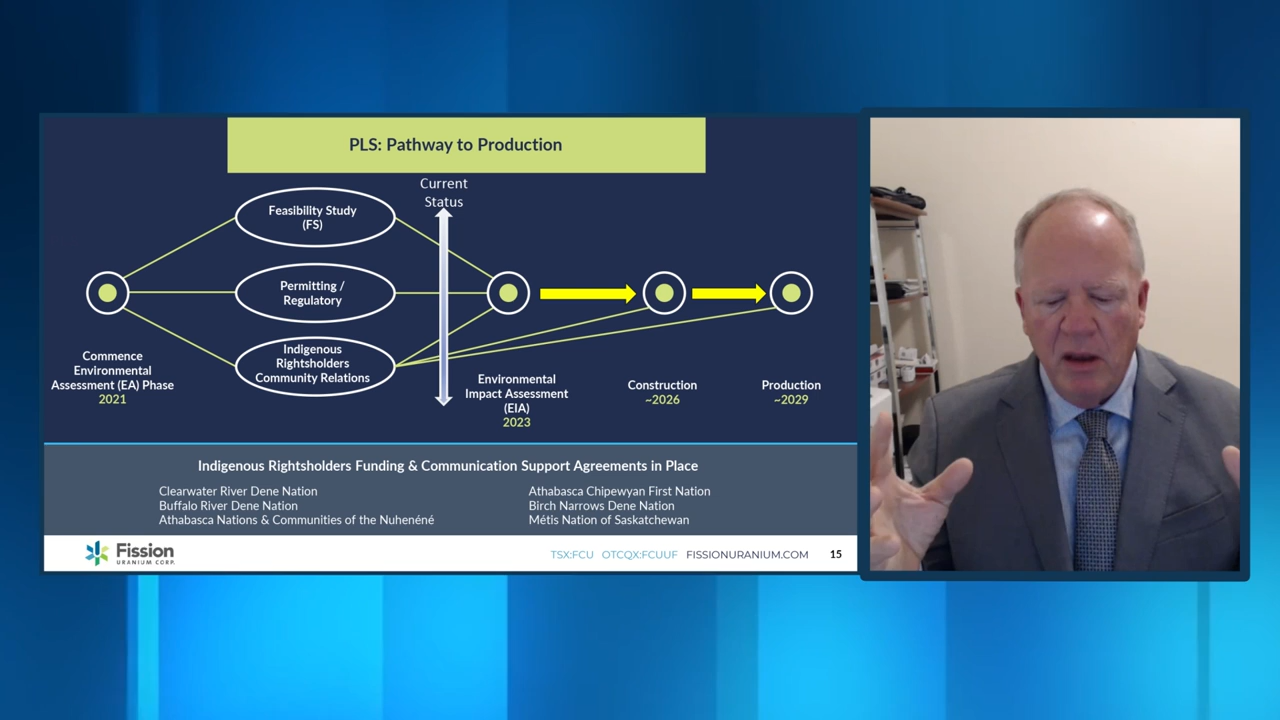 PLS: Pathway to Production
Current
Status
Feasibility Study
(FS)
Permitting /
Regulatory
Indigenous
Rightsholders
Community Relations
Commence
Environmental
Assessment (EA) Phase
2021
Environmental
Impact Assessment
(EIA)
2023
Construction
~2026
Production
~2029
Indigenous Rightsholders Funding & Communication Support Agreements in Place
Clearwater River Dene Nation
Buffalo River Dene Nation
Athabasca Nations & Communities of the Nuhenéné
Athabasca Chipewyan First Nation
Birch Narrows Dene Nation
Métis Nation of Saskatchewan
Fission
URANIUM CORP.
TSX:FCU OTCQX:FCUUF FISSIONURANIUM.COM 15